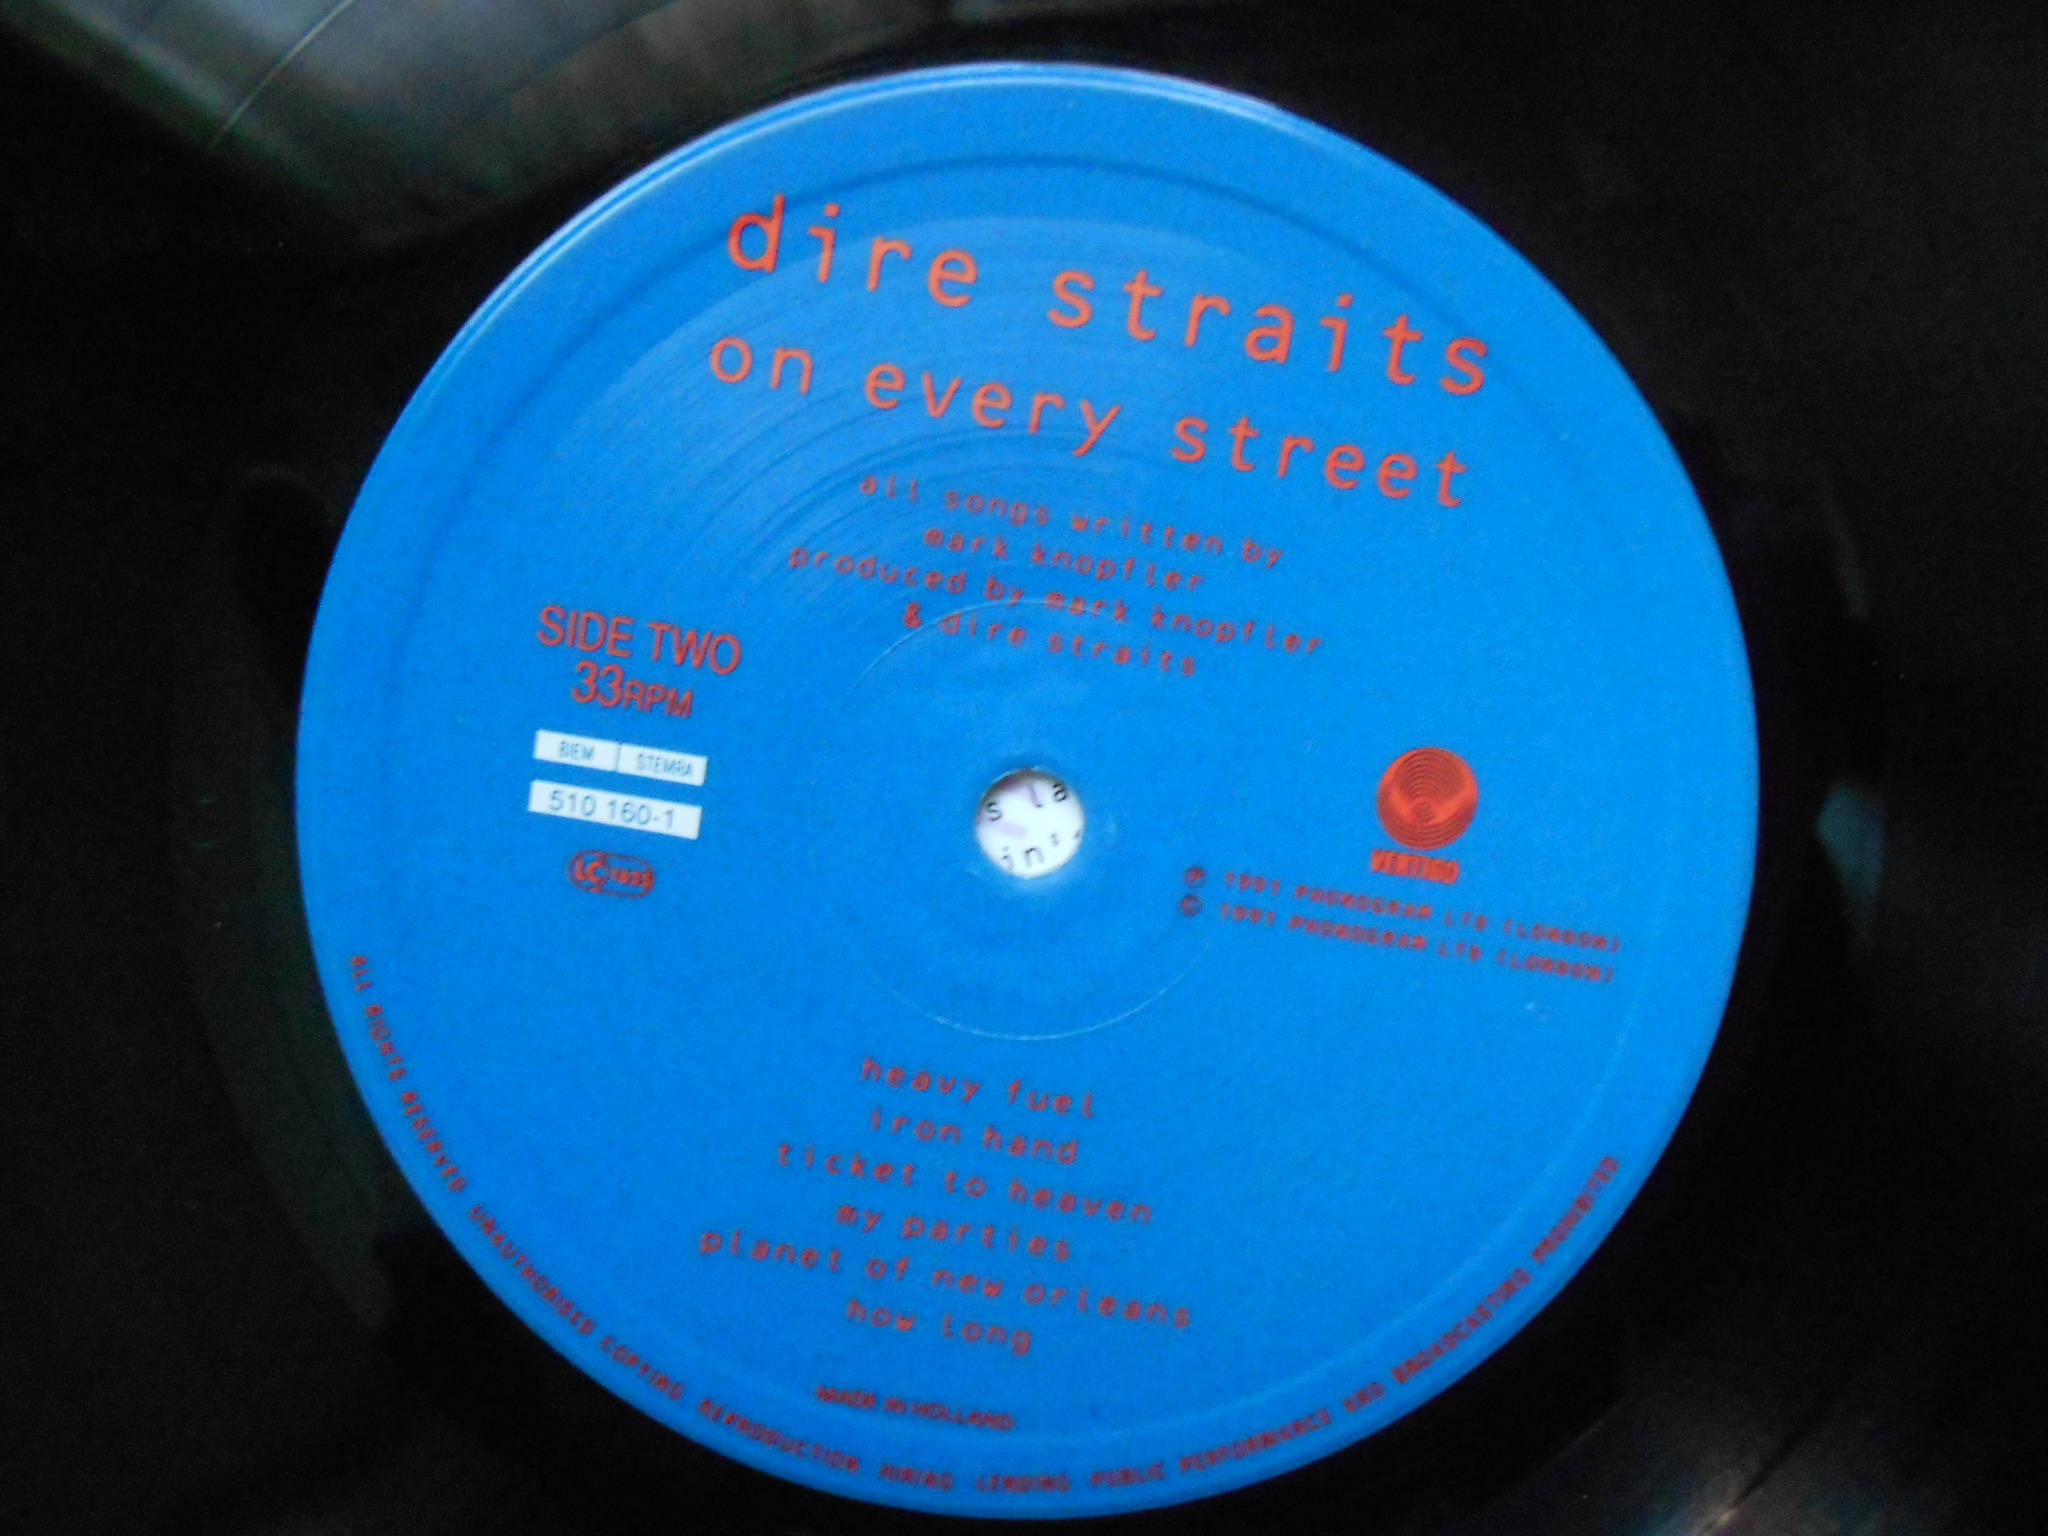 dire straits
on every street
all songs written by
mark knopfler
produced by mark knopfler
& dire straits
SIDE TWO
33RPM
BIEM STEMRA
510 160-1
LC
VERTIGO
℗ 1991 PHONOGRAM LTD (LONDON)
© 1991 PHONOGRAM LTD (LONDON)
s la
in'
heavy fuel
iron hand
ticket to heaven
my parties
planet of new orleans
how long
MADE IN HOLLAND
ALL RIGHTS RESERVED. UNAUTHORISED COPYING, REPRODUCTION, HIRING, LENDING, PUBLIC PERFORMANCE AND BROADCASTING PROHIBITED